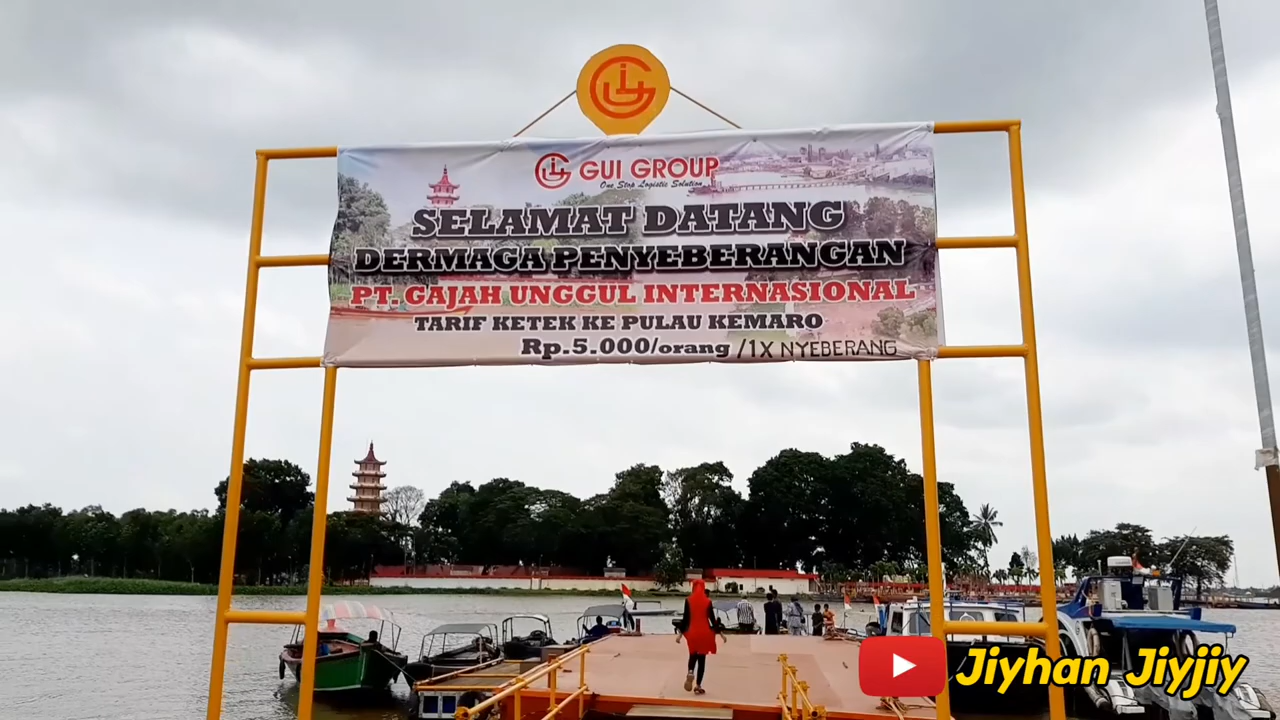 GUI GROUP
One Stop Logistic Solution
SELAMAT DATANG
DERMAGA PENYEBERANGAN
PT. GAJAH UNGGUL INTERNASIONAL
TARIF KETEK KE PULAU KEMARO
Rp.5.000/orang /1X NYEBERANG
Jiyhan Jiyjiy